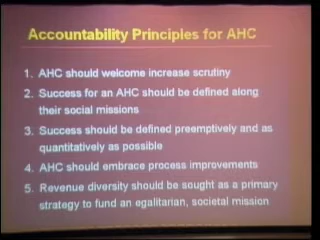 Accountability Principles for AHC
1. AHC should welcome increase scrutiny
2. Success for an AHC should be defined along
their social missions
3. Success should be defined preemptively and as
quantitatively as possible
4. AHC should embrace process improvements
5. Revenue diversity should be sought as a primary
strategy to fund an egalitarian, societal mission